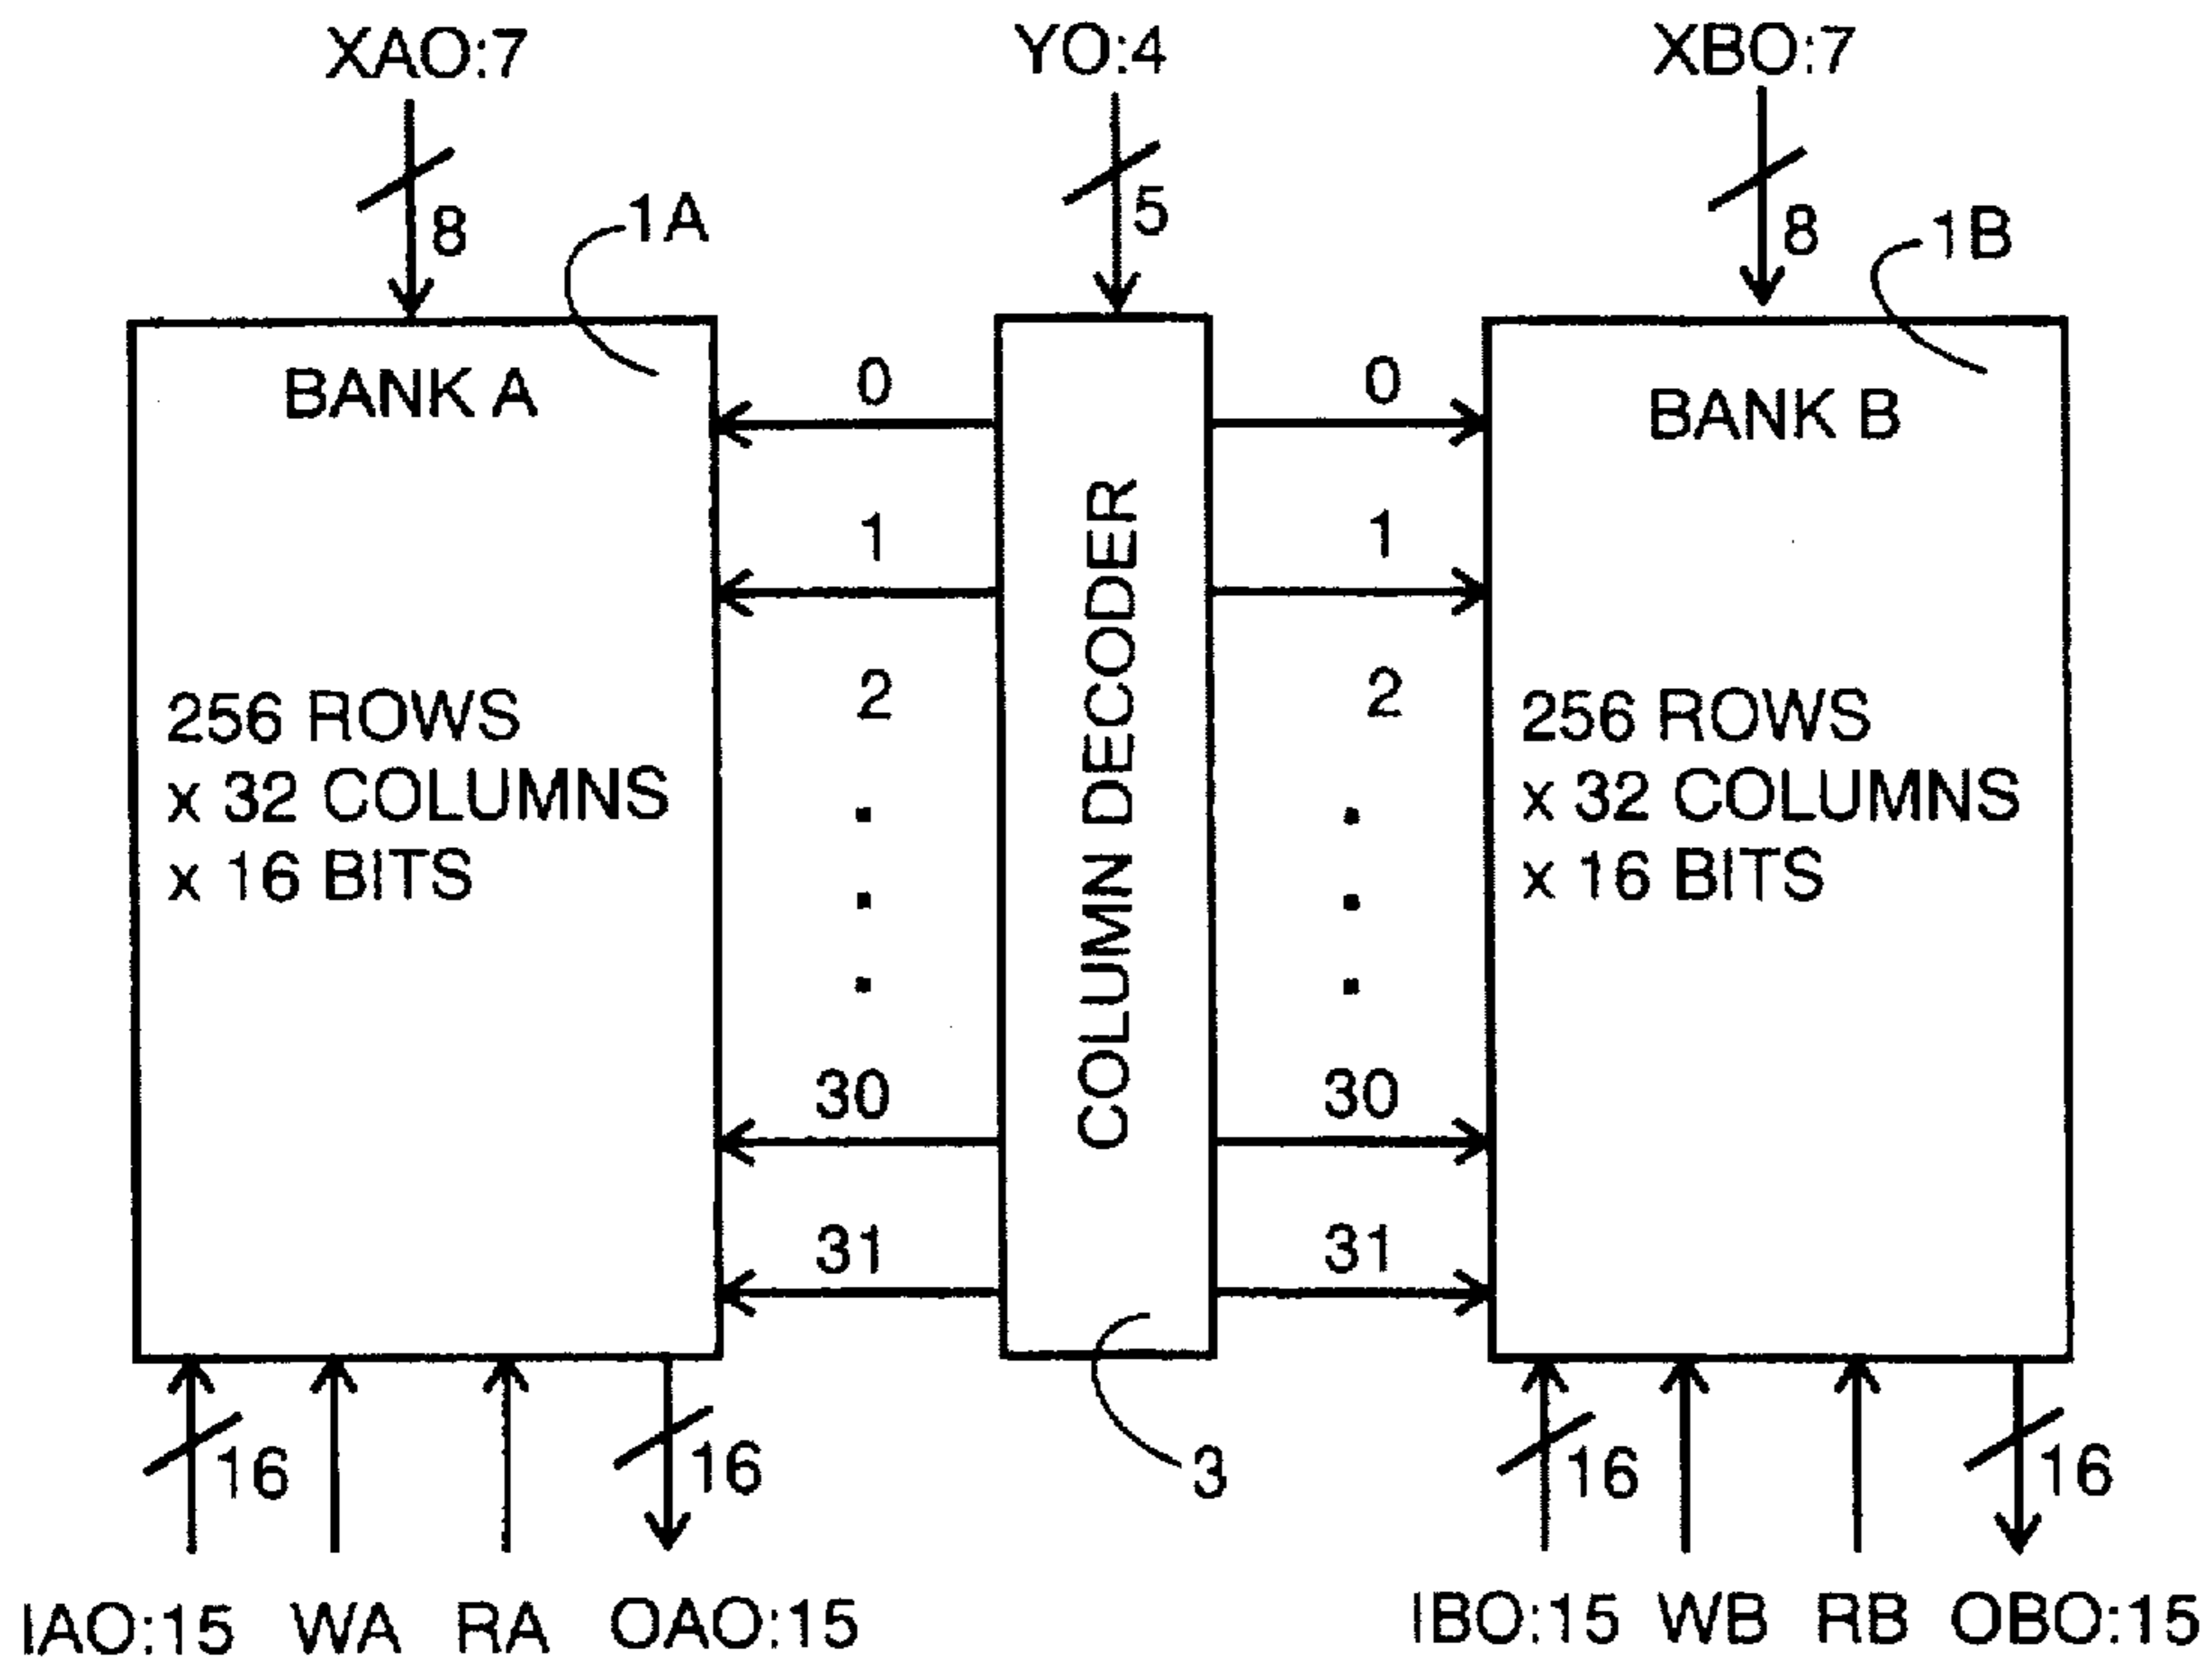 XAO:7
YO:4
XBO:7
8
5
8
1A
1B
BANK A
BANK B
0
0
1
1
2
2
256 ROWS
x 32 COLUMNS
x 16 BITS
COLUMN DECODER
256 ROWS
x 32 COLUMNS
x 16 BITS
30
30
31
31
16
16
3
16
16
IAO:15 WA RA OAO:15
IBO:15 WB RB OBO:15